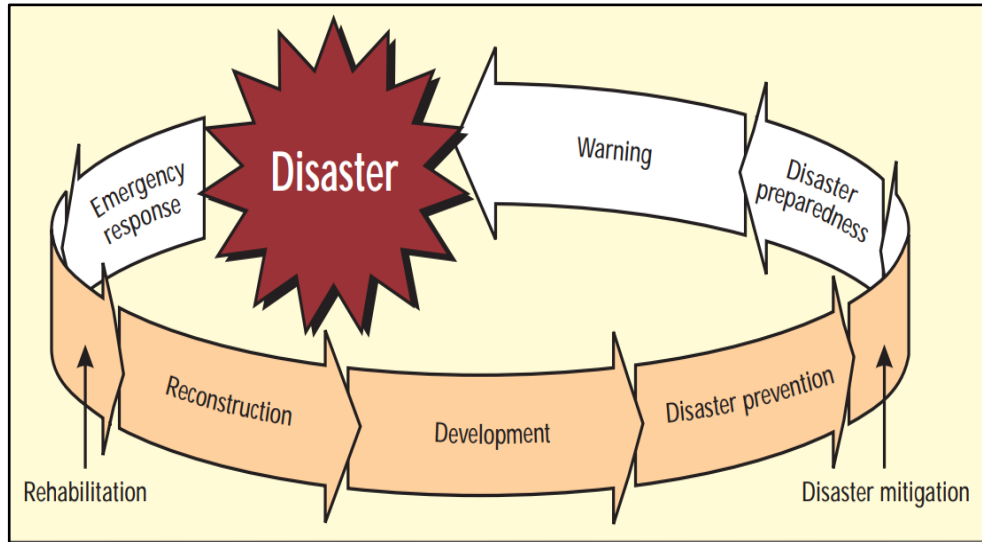 Disaster
Warning
Disaster
preparedness
Emergency
response
Reconstruction
Development
Disaster prevention
Rehabilitation
Disaster mitigation